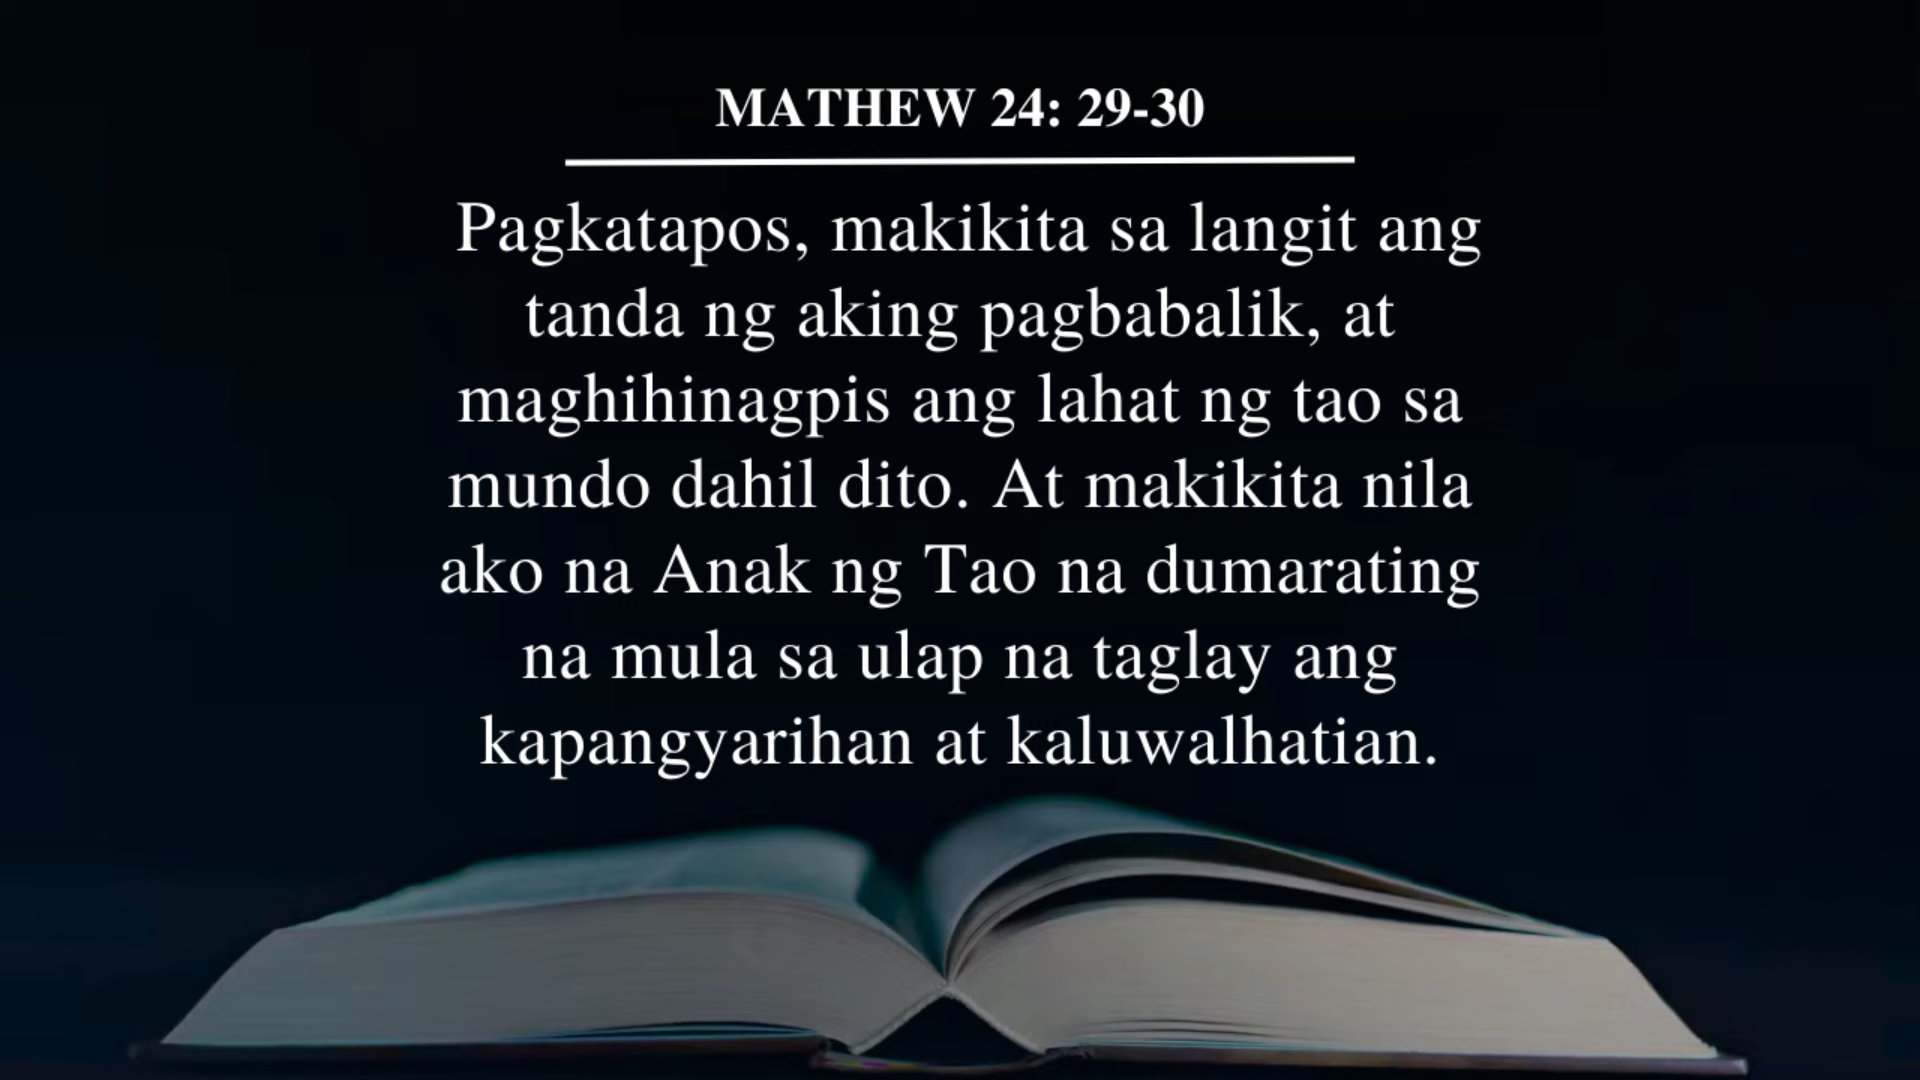 MATHEW 24: 29-30
Pagkatapos, makikita sa langit ang
tanda ng aking pagbabalik, at
maghihinagpis ang lahat ng tao sa
mundo dahil dito. At makikita nila
ako na Anak ng Tao na dumarating
na mula sa ulap na taglay ang
kapangyarihan at kaluwalhatian.